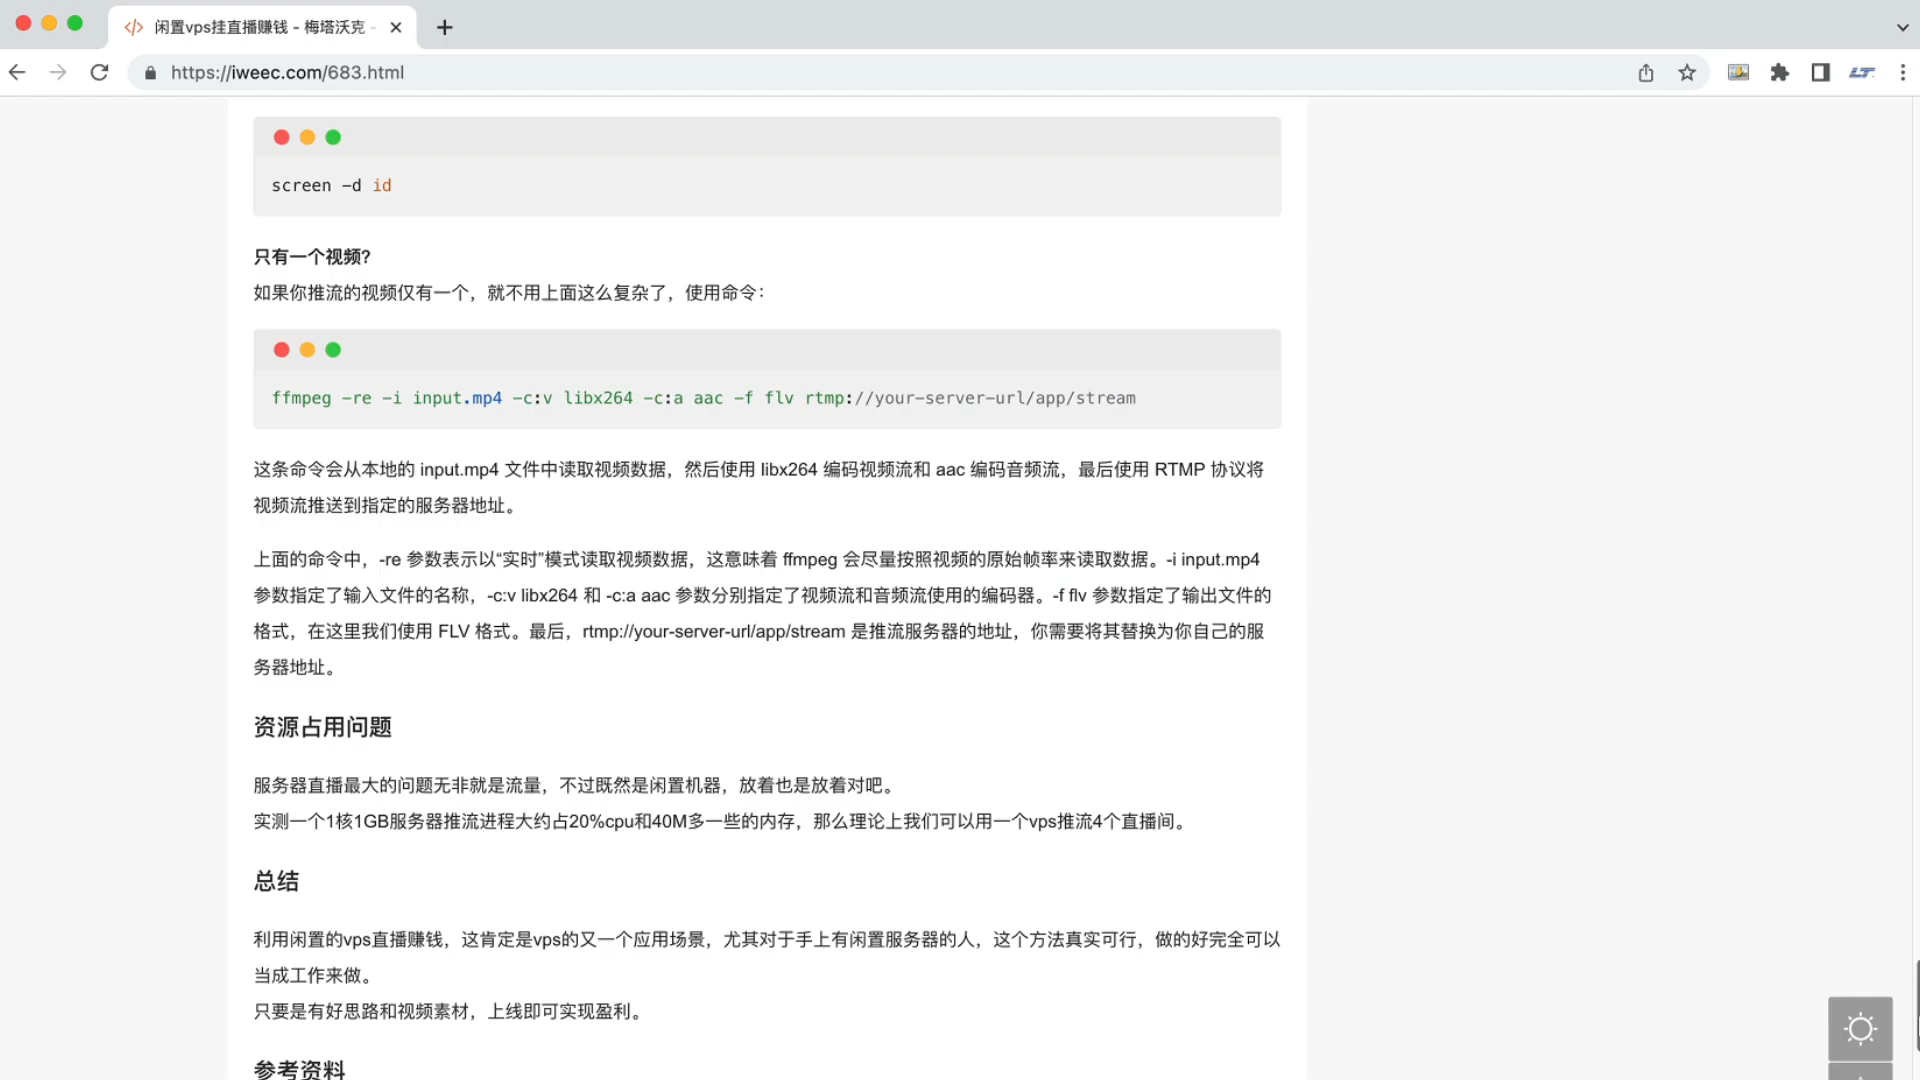 闲置vps挂直播赚钱 - 梅塔沃克 -
https://iweec.com/683.html
screen -d id
只有一个视频?
如果你推流的视频仅有一个，就不用上面这么复杂了，使用命令：
ffmpeg -re -i input.mp4 -c:v libx264 -c:a aac -f flv rtmp://your-server-url/app/stream
这条命令会从本地的 input.mp4 文件中读取视频数据，然后使用 libx264 编码视频流和 aac 编码音频流，最后使用 RTMP 协议将
视频流推送到指定的服务器地址。
上面的命令中，-re 参数表示以“实时”模式读取视频数据，这意味着 ffmpeg 会尽量按照视频的原始帧率来读取数据。-i input.mp4
参数指定了输入文件的名称，-c:v libx264 和 -c:a aac 参数分别指定了视频流和音频流使用的编码器。-f flv 参数指定了输出文件的
格式，在这里我们使用 FLV 格式。最后，rtmp://your-server-url/app/stream 是推流服务器的地址，你需要将其替换为你自己的服
务器地址。
资源占用问题
服务器直播最大的问题无非就是流量，不过既然是闲置机器，放着也是放着对吧。
实测一个1核1GB服务器推流进程大约占20%cpu和40M多一些的内存，那么理论上我们可以用一个vps推流4个直播间。
总结
利用闲置的vps直播赚钱，这肯定是vps的又一个应用场景，尤其对于手上有闲置服务器的人，这个方法真实可行，做的好完全可以
当成工作来做。
只要是有好思路和视频素材，上线即可实现盈利。
参考资料